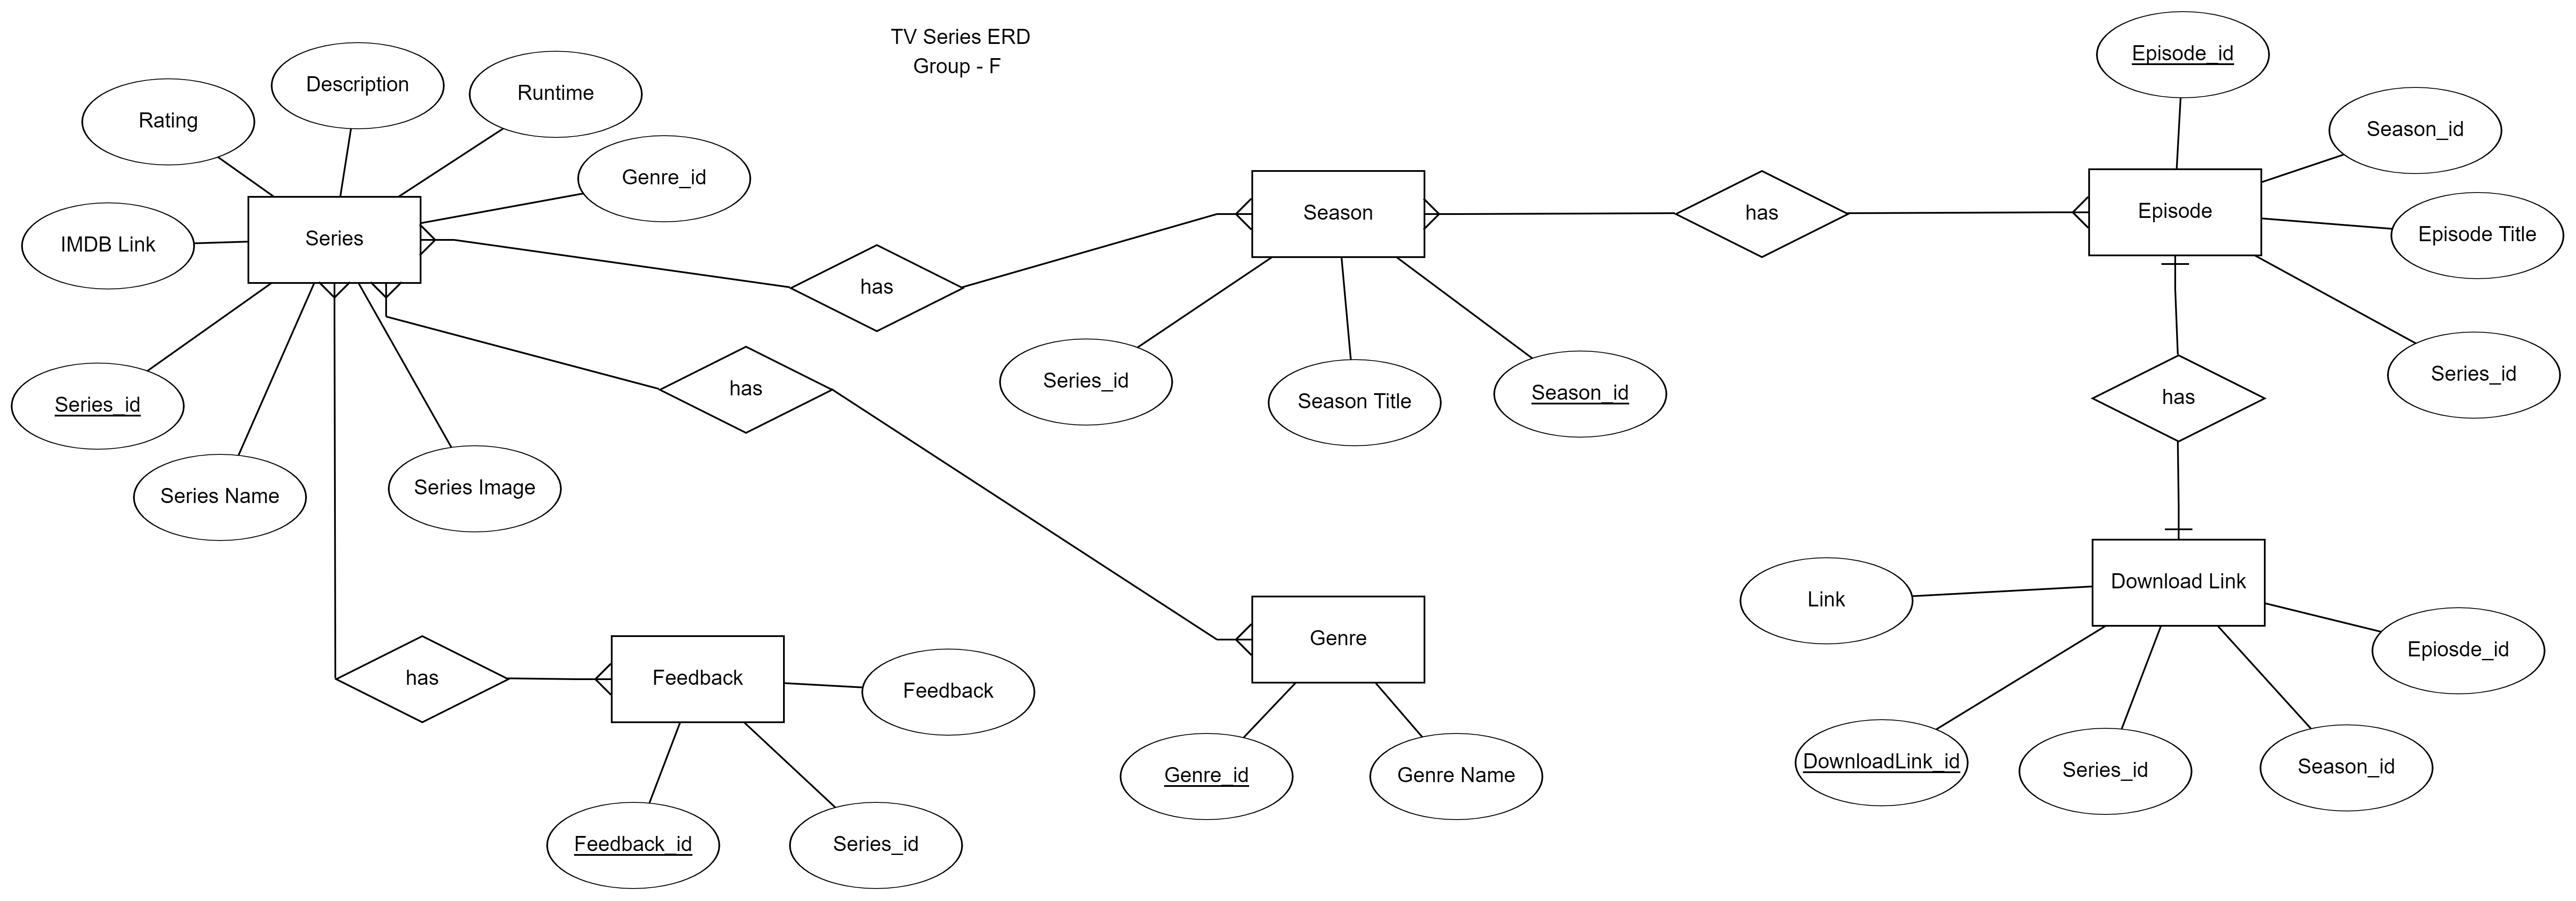 TV Series ERD
Group - F
Rating
Description
Runtime
Genre_id
IMDB Link
Series
Series_id
Series Name
Series Image
has
Season
Series_id
Season Title
Season_id
has
Episode_id
Season_id
Episode
Episode Title
Series_id
has
has
Download Link
Link
Epiosde_id
DownloadLink_id
Series_id
Season_id
has
Feedback
Feedback
Feedback_id
Series_id
Genre
Genre_id
Genre Name